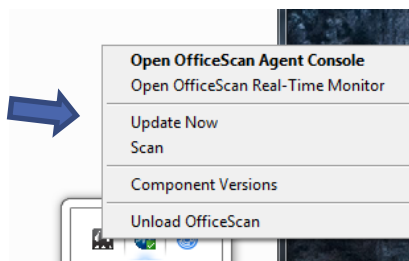 Open OfficeScan Agent Console
Open OfficeScan Real-Time Monitor
Update Now
Scan
Component Versions
Unload OfficeScan